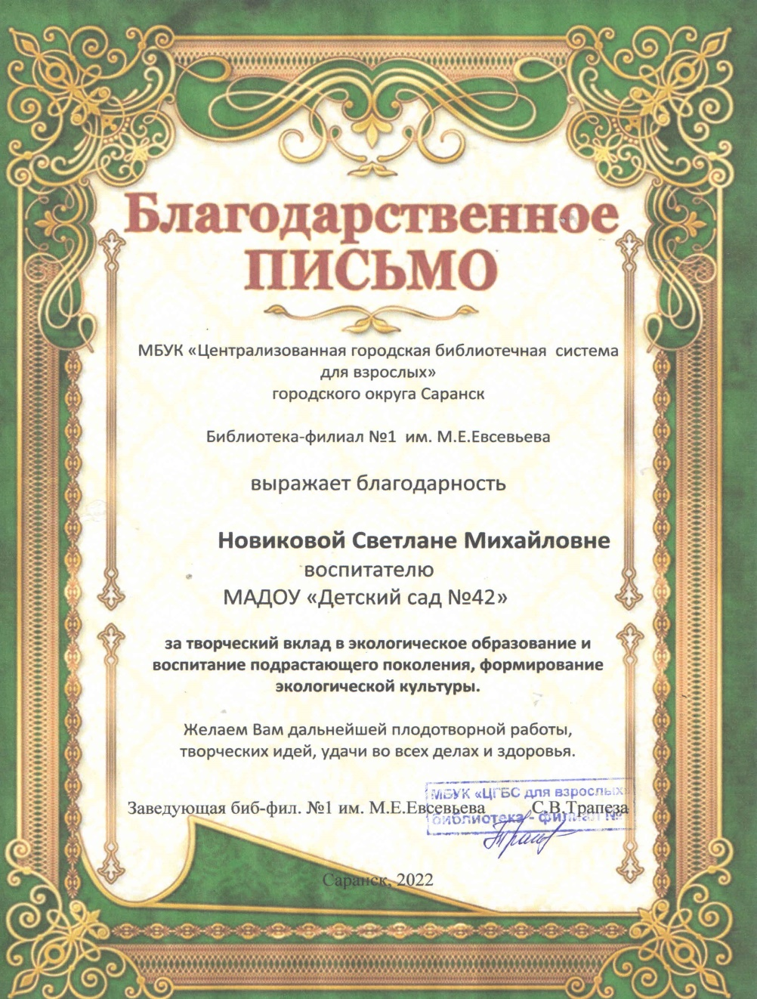 Благодарственное
ПИСЬМО
МБУК «Централизованная городская библиотечная система
для взрослых»
городского округа Саранск
Библиотека-филиал №1 им. М.Е.Евсевьева
выражает благодарность
Новиковой Светлане Михайловне
воспитателю
МАДОУ «Детский сад №42»
за творческий вклад в экологическое образование и
воспитание подрастающего поколения, формирование
экологической культуры.
Желаем Вам дальнейшей плодотворной работы,
творческих идей, удачи во всех делах и здоровья.
МБУК «ЦГБС для взрослых»
Заведующая биб-фил. №1 им. М.Е.Евсевьева С.В.Трапеза
библиотека - филиал №
Саранск, 2022